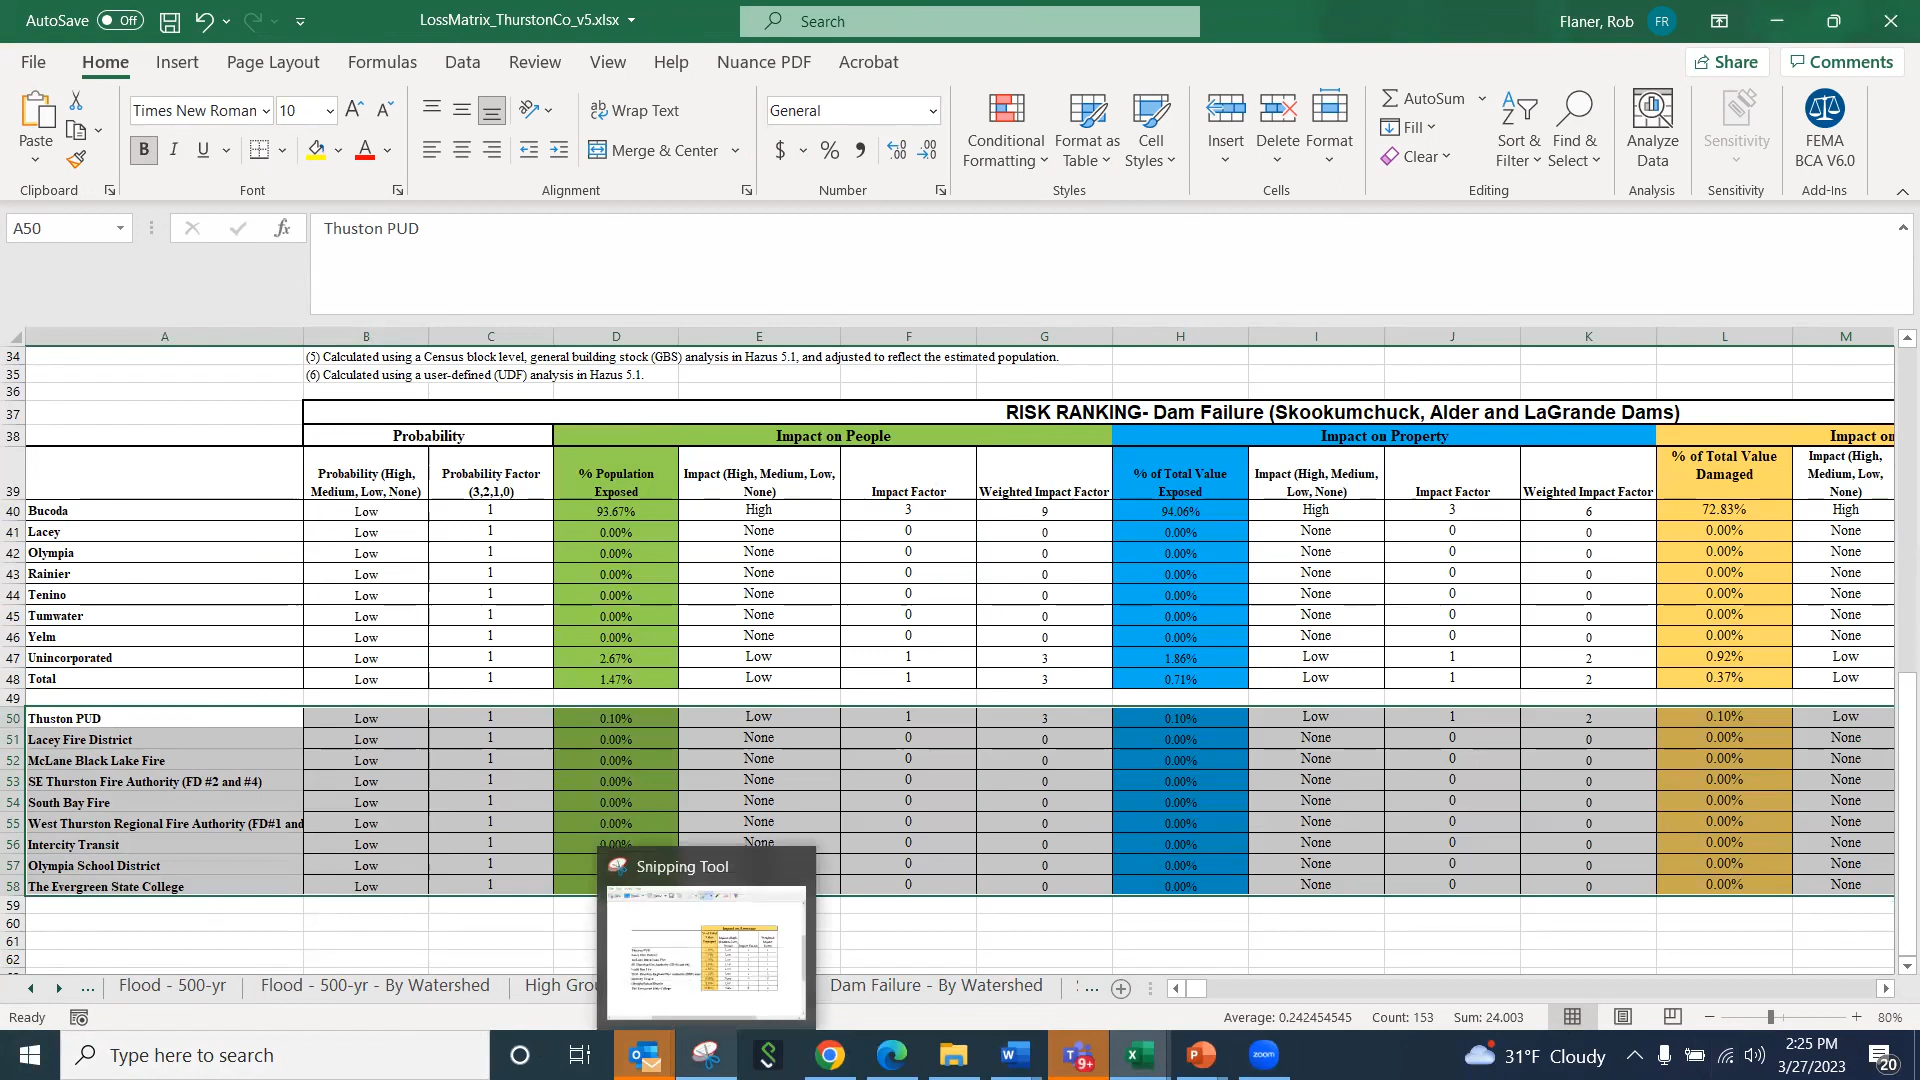 AutoSave Off LossMatrix_ThurstonCo_v5.xlsx Search Flaner, Rob FR
File Home Insert Page Layout Formulas Data Review View Help Nuance PDF Acrobat Share Comments
Times New Roman 10 Wrap Text General AutoSum
Paste B I U Merge & Center $ % Conditional Formatting Format as Table Cell Styles Insert Delete Format Fill Clear Sort & Filter Find & Select Analyze Data Sensitivity FEMA BCA V6.0
Clipboard Font Alignment Number Styles Cells Editing Analysis Sensitivity Add-Ins
A50 fx Thuston PUD
A B C D E F G H I J K L M
34 (5) Calculated using a Census block level, general building stock (GBS) analysis in Hazus 5.1, and adjusted to reflect the estimated population.
35 (6) Calculated using a user-defined (UDF) analysis in Hazus 5.1.
36
37 RISK RANKING- Dam Failure (Skookumchuck, Alder and LaGrande Dams)
38 Probability Impact on People Impact on Property Impact on
39 Probability (High, Medium, Low, None) Probability Factor (3,2,1,0) % Population Exposed Impact (High, Medium, Low, None) Impact Factor Weighted Impact Factor % of Total Value Exposed Impact (High, Medium, Low, None) Impact Factor Weighted Impact Factor % of Total Value Damaged Impact (High, Medium, Low, None)
40 Bucoda Low 1 93.67% High 3 9 94.06% High 3 6 72.83% High
41 Lacey Low 1 0.00% None 0 0 0.00% None 0 0 0.00% None
42 Olympia Low 1 0.00% None 0 0 0.00% None 0 0 0.00% None
43 Rainier Low 1 0.00% None 0 0 0.00% None 0 0 0.00% None
44 Tenino Low 1 0.00% None 0 0 0.00% None 0 0 0.00% None
45 Tumwater Low 1 0.00% None 0 0 0.00% None 0 0 0.00% None
46 Yelm Low 1 0.00% None 0 0 0.00% None 0 0 0.00% None
47 Unincorporated Low 1 2.67% Low 1 3 1.86% Low 1 2 0.92% Low
48 Total Low 1 1.47% Low 1 3 0.71% Low 1 2 0.37% Low
49
50 Thuston PUD Low 1 0.10% Low 1 3 0.10% Low 1 2 0.10% Low
51 Lacey Fire District Low 1 0.00% None 0 0 0.00% None 0 0 0.00% None
52 McLane Black Lake Fire Low 1 0.00% None 0 0 0.00% None 0 0 0.00% None
53 SE Thurston Fire Authority (FD #2 and #4) Low 1 0.00% None 0 0 0.00% None 0 0 0.00% None
54 South Bay Fire Low 1 0.00% None 0 0 0.00% None 0 0 0.00% None
55 West Thurston Regional Fire Authority (FD#1 and Low 1 0.00% None 0 0 0.00% None 0 0 0.00% None
56 Intercity Transit Low 1 0.00% None 0 0 0.00% None 0 0 0.00% None
57 Olympia School District Low 1 0 0 0.00% None 0 0 0.00% None
58 The Evergreen State College Low 1 0 0 0.00% None 0 0 0.00% None
Snipping Tool
59
60
61
62
... Flood - 500-yr Flood - 500-yr - By Watershed High Grou Dam Failure - By Watershed ...
Ready Average: 0.242454545 Count: 153 Sum: 24.003 80%
Type here to search 9+ zoom 31°F Cloudy 2:25 PM
3/27/2023 20